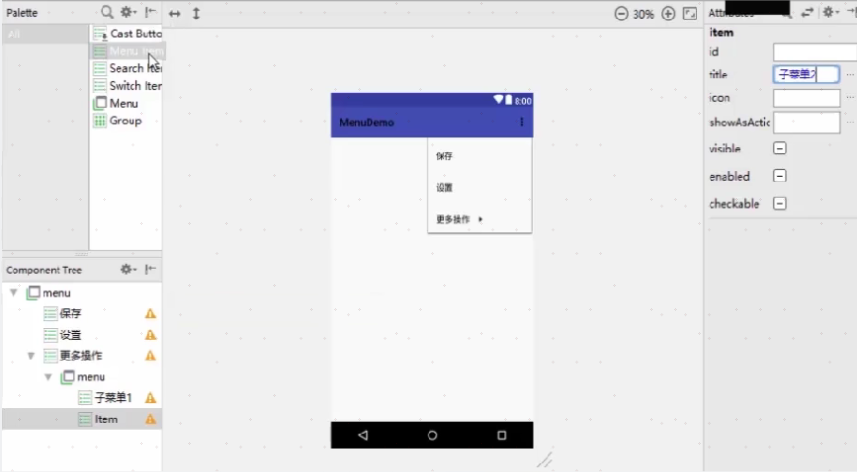 Palette
All
Cast Butto
Menu Item
Search Iter
Switch Iter
Menu
Group
30%
Attributes
8:00
MenuDemo
保存
设置
更多操作
item
id
title
子菜单2
icon
showAsActic
visible
enabled
checkable
Component Tree
menu
保存
设置
更多操作
menu
子菜单1
Item